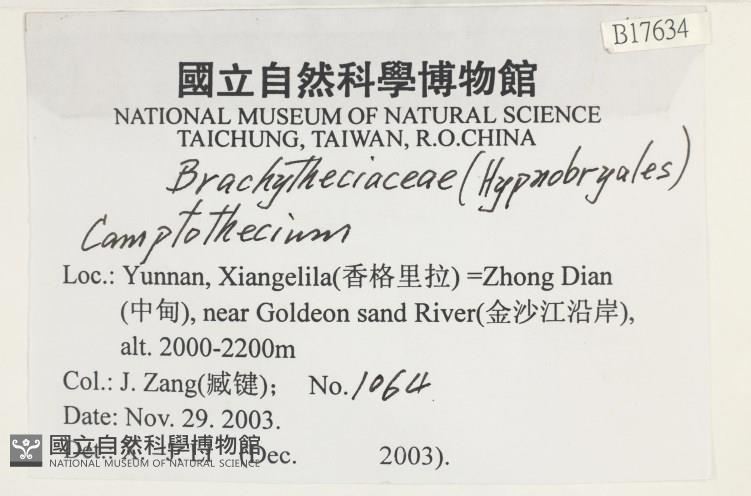 B17634
國立自然科學博物館
NATIONAL MUSEUM OF NATURAL SCIENCE
TAICHUNG, TAIWAN, R.O.CHINA
Brachytheciaceae (Hypnobryales)
Camptothecium
Loc.: Yunnan, Xiangelila(香格里拉) =Zhong Dian
(中甸), near Goldeon sand River(金沙江沿岸),
alt. 2000-2200m
Col.: J. Zang(臧键); No. 1064
Date: Nov. 29. 2003.
國立自然科學博物館
NATIONAL MUSEUM OF NATURAL SCIENCE
Det.: X. J. Li (Dec. 2003).